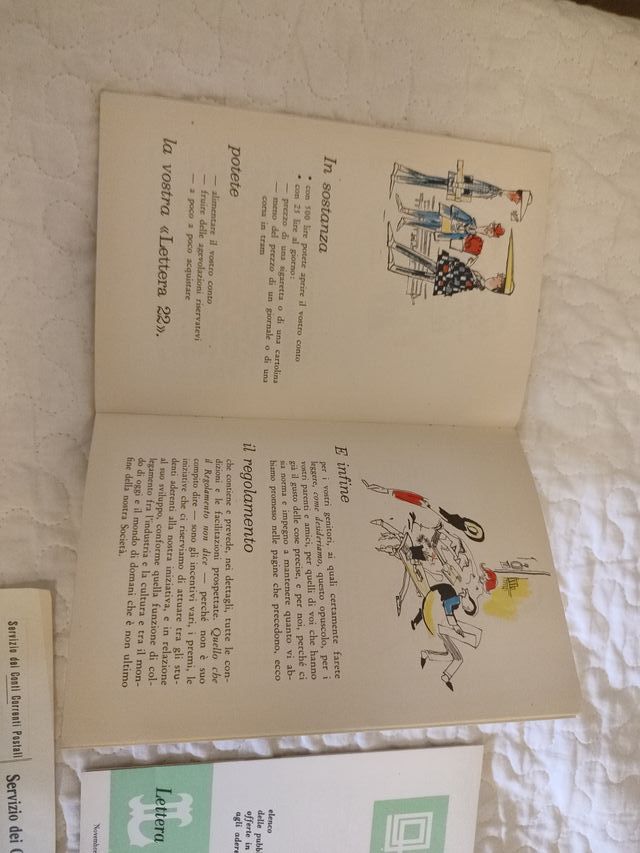 In sostanza
• con 500 lire potete aprire il vostro conto
• con 25 lire al giorno:
— prezzo di una sigaretta o di una cartolina
— meno del prezzo di un giornale o di una
corsa in tram
potete
— alimentare il vostro conto
— fruire delle agevolazioni riservatevi
— a poco a poco acquistare
la vostra «Lettera 22».
E infine
per i vostri genitori, ai quali certamente farete
leggere, come desideriamo, questo opuscolo, per i
vostri parenti e amici, per quelli di voi che hanno
già il gusto delle cose precise, e per noi, perché ci
sia norma e impegno a mantenere quanto vi ab-
biamo promesso nelle pagine che precedono, ecco
il regolamento
che contiene e prevede, nei dettagli, tutte le con-
dizioni e le facilitazioni prospettate. Quello che
il Regolamento non dice — perché non è suo
compito dire — sono gli incentivi vari, i premi, le
iniziative che ci riserviamo di attuare tra gli stu-
denti aderenti alla nostra iniziativa, e in relazione
al suo sviluppo, conforme quella funzione di col-
legamento fra l'industria e la cultura e tra il mon-
do di oggi e il mondo di domani che è non ultimo
fine della nostra Società.
Servizio dei Conti Correnti Postali
Servizio dei
elenco
delle pubb
offerte in
agli ader
Lettera
Novembre